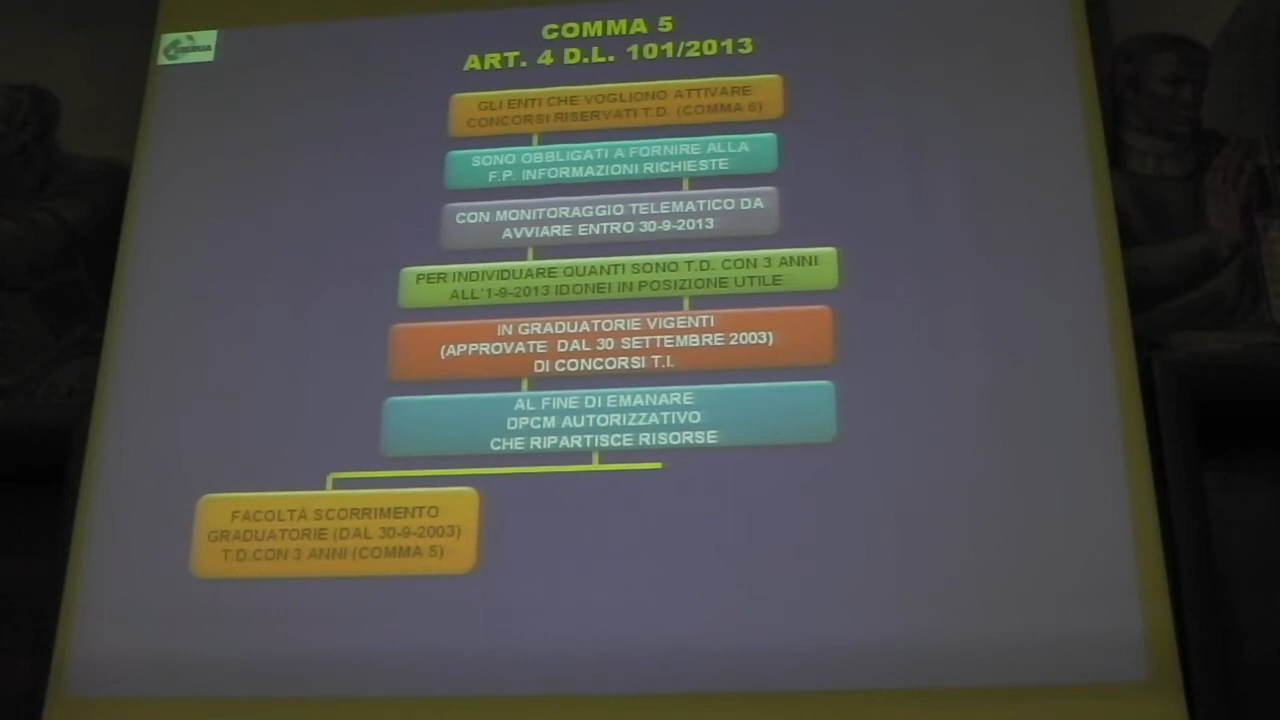 COMMA 5
ART. 4 D.L. 101/2013
GLI ENTI CHE VOGLIONO ATTIVARE
CONCORSI RISERVATI T.D. (COMMA 6)
SONO OBBLIGATI A FORNIRE ALLA
F.P. INFORMAZIONI RICHIESTE
CON MONITORAGGIO TELEMATICO DA
AVVIARE ENTRO 30-9-2013
PER INDIVIDUARE QUANTI SONO T.D. CON 3 ANNI
ALL'1-9-2013 IDONEI IN POSIZIONE UTILE
IN GRADUATORIE VIGENTI
(APPROVATE DAL 30 SETTEMBRE 2003)
DI CONCORSI T.I.
AL FINE DI EMANARE
DPCM AUTORIZZATIVO
CHE RIPARTISCE RISORSE
FACOLTÀ SCORRIMENTO
GRADUATORIE (DAL 30-9-2003)
T.D.CON 3 ANNI (COMMA 5)